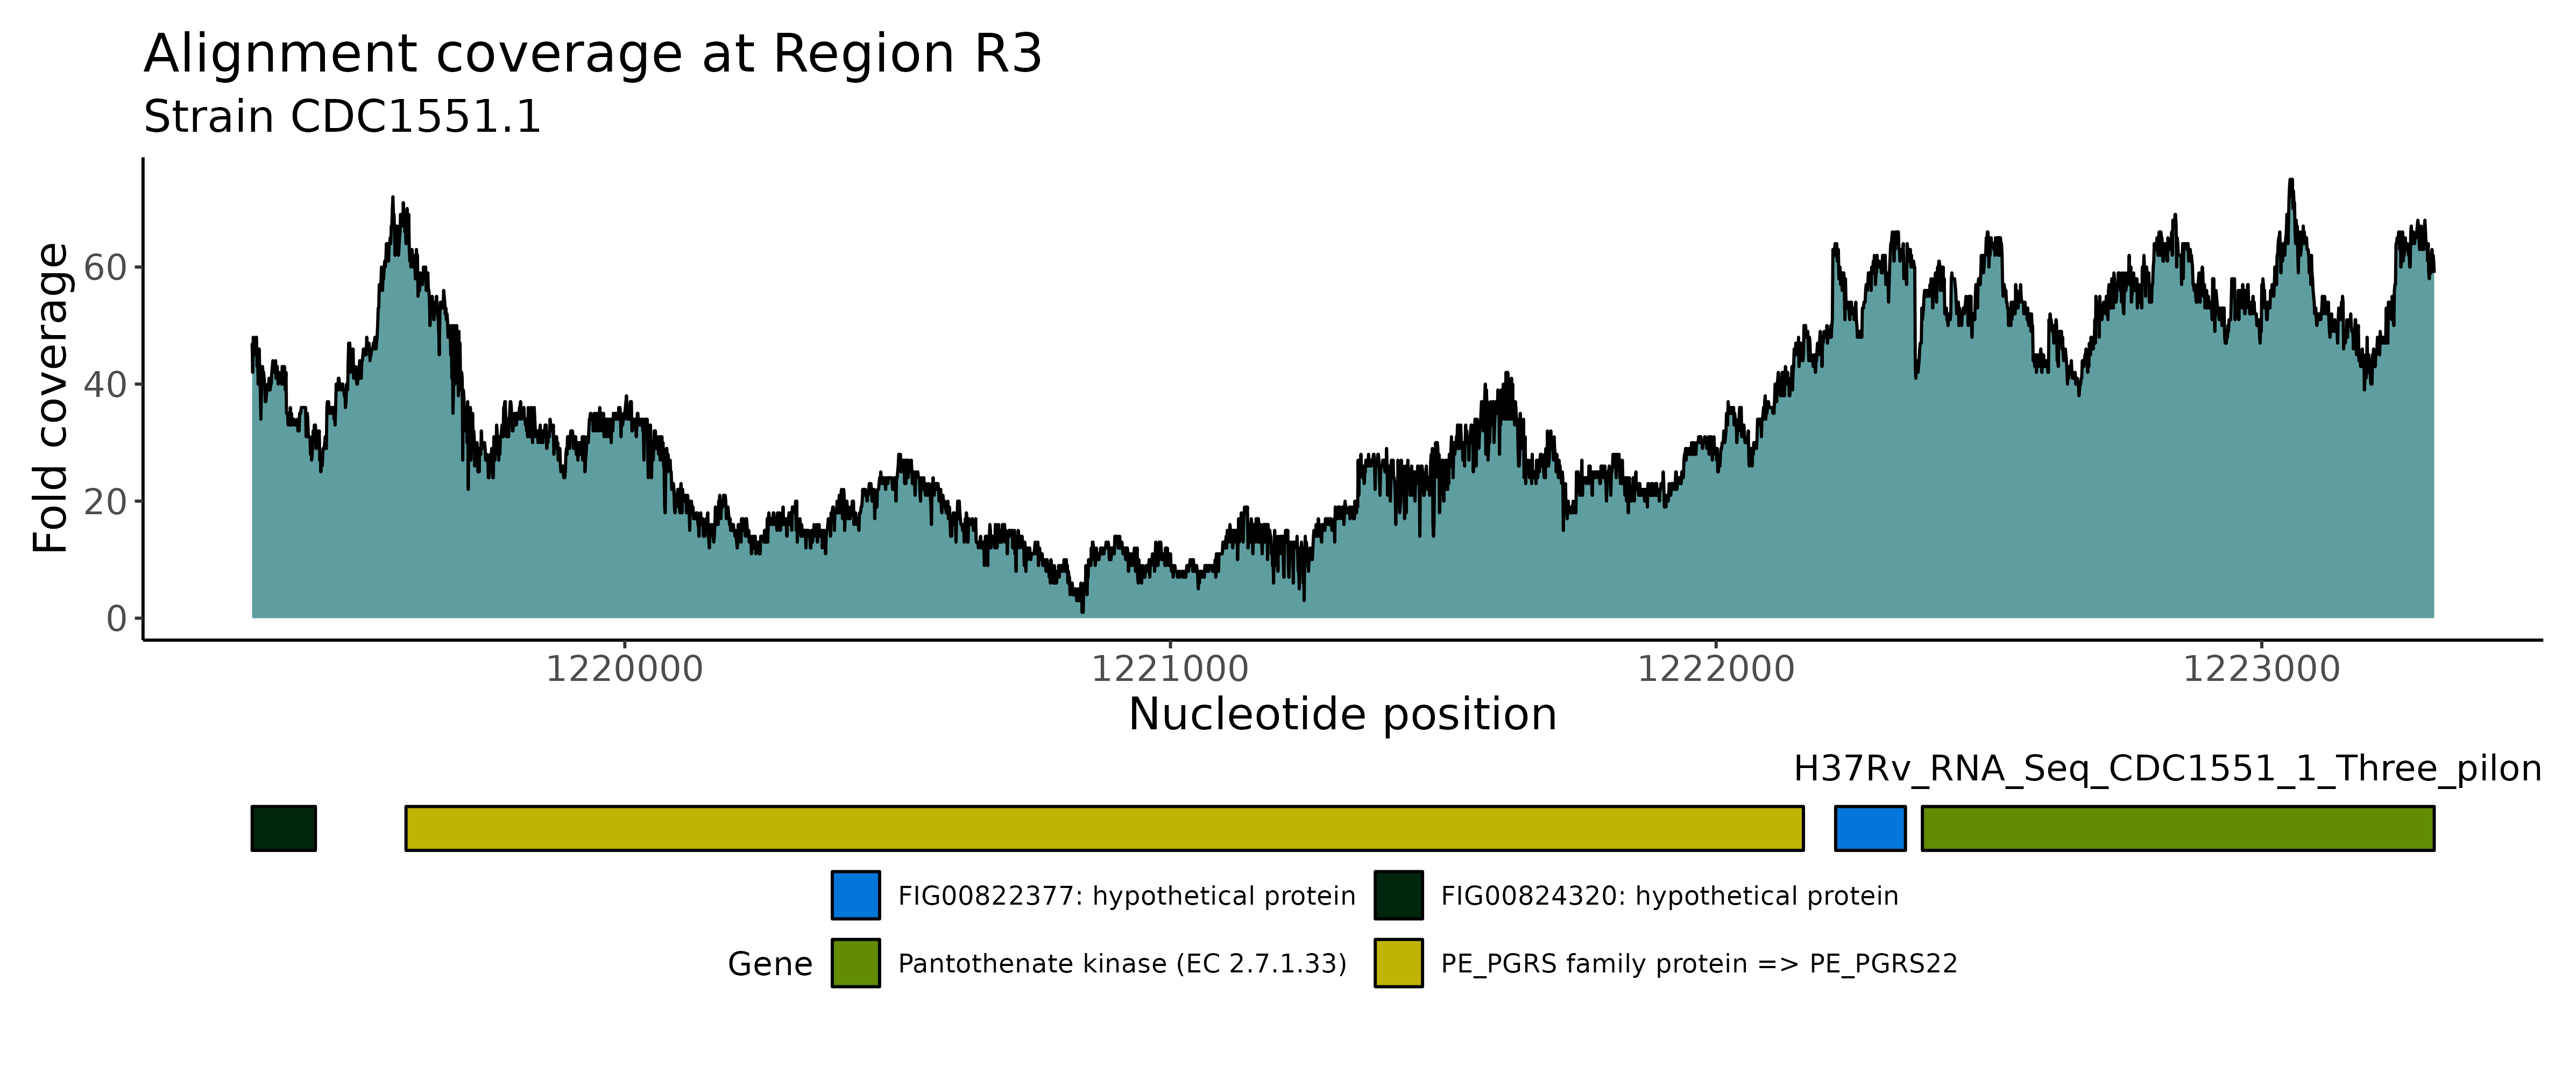 Alignment coverage at Region R3
Strain CDC1551.1
Fold coverage
60
40
20
0
1220000 1221000 1222000 1223000
Nucleotide position
H37Rv_RNA_Seq_CDC1551_1_Three_pilon
FIG00822377: hypothetical protein FIG00824320: hypothetical protein
Gene Pantothenate kinase (EC 2.7.1.33) PE_PGRS family protein => PE_PGRS22